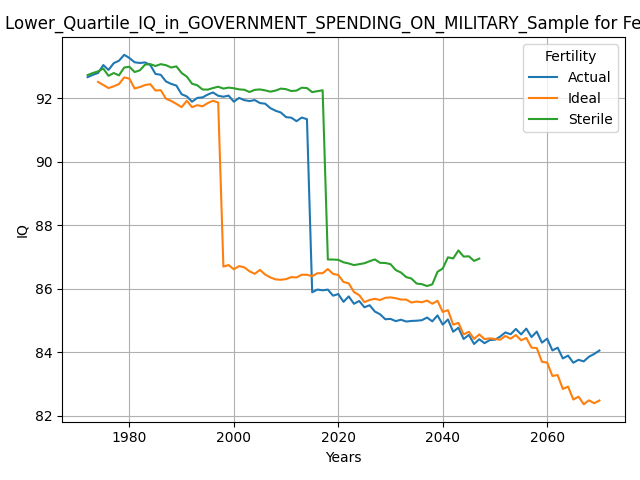 Lower_Quartile_IQ_in_GOVERNMENT_SPENDING_ON_MILITARY_Sample for Fe
Fertility
Actual
Ideal
Sterile
IQ
92
90
88
86
84
82
1980 2000 2020 2040 2060
Years